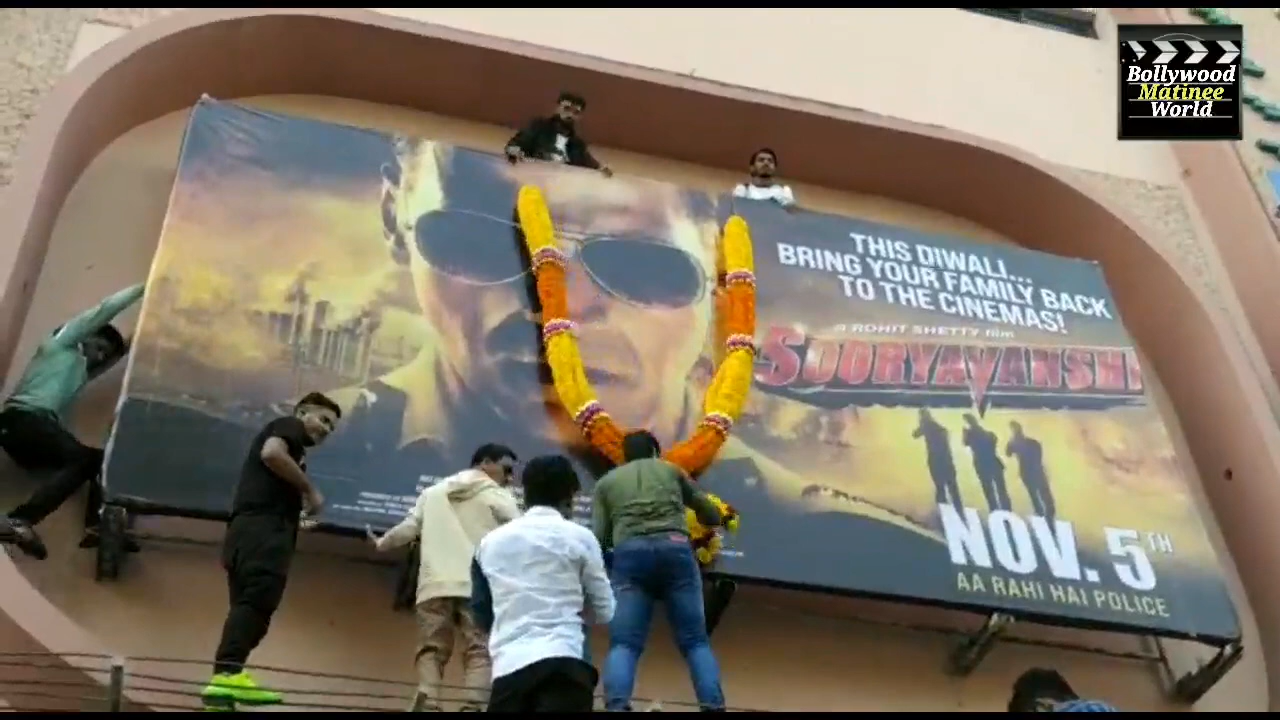 Bollywood
Matinee
World
THIS DIWALI...
BRING YOUR FAMILY BACK
TO THE CINEMAS!
A ROHIT SHETTY film
SOORYAVANSHI
NOV. 5TH
AA RAHI HAI POLICE